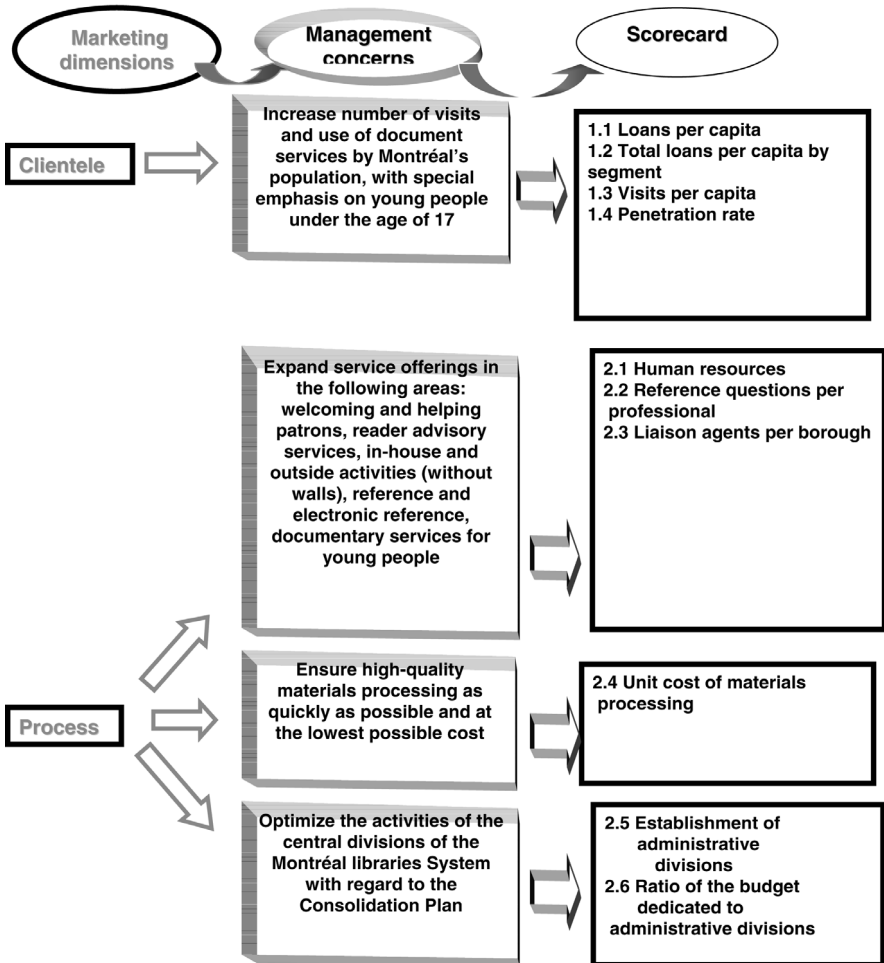 Marketing
dimensions
Management
concerns
Scorecard
Clientele
Increase number of visits
and use of document
services by Montréal's
population, with special
emphasis on young people
under the age of 17
1.1 Loans per capita
1.2 Total loans per capita by
segment
1.3 Visits per capita
1.4 Penetration rate
Process
Expand service offerings in
the following areas:
welcoming and helping
patrons, reader advisory
services, in-house and
outside activities (without
walls), reference and
electronic reference,
documentary services for
young people
2.1 Human resources
2.2 Reference questions per
professional
2.3 Liaison agents per borough
Ensure high-quality
materials processing as
quickly as possible and at
the lowest possible cost
2.4 Unit cost of materials
processing
Optimize the activities of the
central divisions of the
Montréal libraries System
with regard to the
Consolidation Plan
2.5 Establishment of
administrative
divisions
2.6 Ratio of the budget
dedicated to
administrative divisions